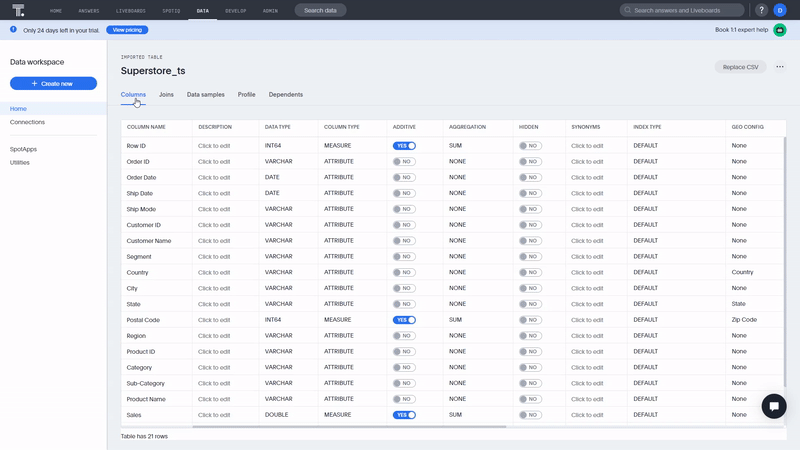 T.
HOME ANSWERS LIVEBOARDS SPOTIQ DATA DEVELOP ADMIN Search data Search answers and Liveboards ? D
Only 24 days left in your trial. View pricing Book 1:1 expert help
Data workspace
+ Create new
Home
Connections
SpotApps
Utilities
IMPORTED TABLE
Superstore_ts
Replace CSV
Columns Joins Data samples Profile Dependents
COLUMN NAME DESCRIPTION DATA TYPE COLUMN TYPE ADDITIVE AGGREGATION HIDDEN SYNONYMS INDEX TYPE GEO CONFIG
Row ID Click to edit INT64 MEASURE YES SUM NO Click to edit DEFAULT None
Order ID Click to edit VARCHAR ATTRIBUTE NO NONE NO Click to edit DEFAULT None
Order Date Click to edit DATE ATTRIBUTE NO NONE NO Click to edit DEFAULT None
Ship Date Click to edit DATE ATTRIBUTE NO NONE NO Click to edit DEFAULT None
Ship Mode Click to edit VARCHAR ATTRIBUTE NO NONE NO Click to edit DEFAULT None
Customer ID Click to edit VARCHAR ATTRIBUTE NO NONE NO Click to edit DEFAULT None
Customer Name Click to edit VARCHAR ATTRIBUTE NO NONE NO Click to edit DEFAULT None
Segment Click to edit VARCHAR ATTRIBUTE NO NONE NO Click to edit DEFAULT None
Country Click to edit VARCHAR ATTRIBUTE NO NONE NO Click to edit DEFAULT Country
City Click to edit VARCHAR ATTRIBUTE NO NONE NO Click to edit DEFAULT None
State Click to edit VARCHAR ATTRIBUTE NO NONE NO Click to edit DEFAULT State
Postal Code Click to edit INT64 MEASURE YES SUM NO Click to edit DEFAULT Zip Code
Region Click to edit VARCHAR ATTRIBUTE NO NONE NO Click to edit DEFAULT None
Product ID Click to edit VARCHAR ATTRIBUTE NO NONE NO Click to edit DEFAULT None
Category Click to edit VARCHAR ATTRIBUTE NO NONE NO Click to edit DEFAULT None
Sub-Category Click to edit VARCHAR ATTRIBUTE NO NONE NO Click to edit DEFAULT None
Product Name Click to edit VARCHAR ATTRIBUTE NO NONE NO Click to edit DEFAULT None
Sales Click to edit DOUBLE MEASURE YES SUM NO Click to edit DEFAULT None
Table has 21 rows